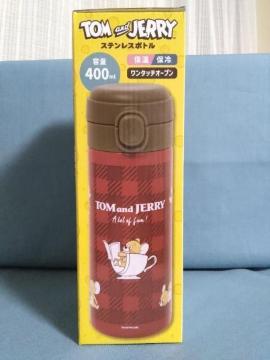 TOM and JERRY
ステンレスボトル
容量
400ml
保温 保冷
ワンタッチオープン
TOM and JERRY
A lot of fun!